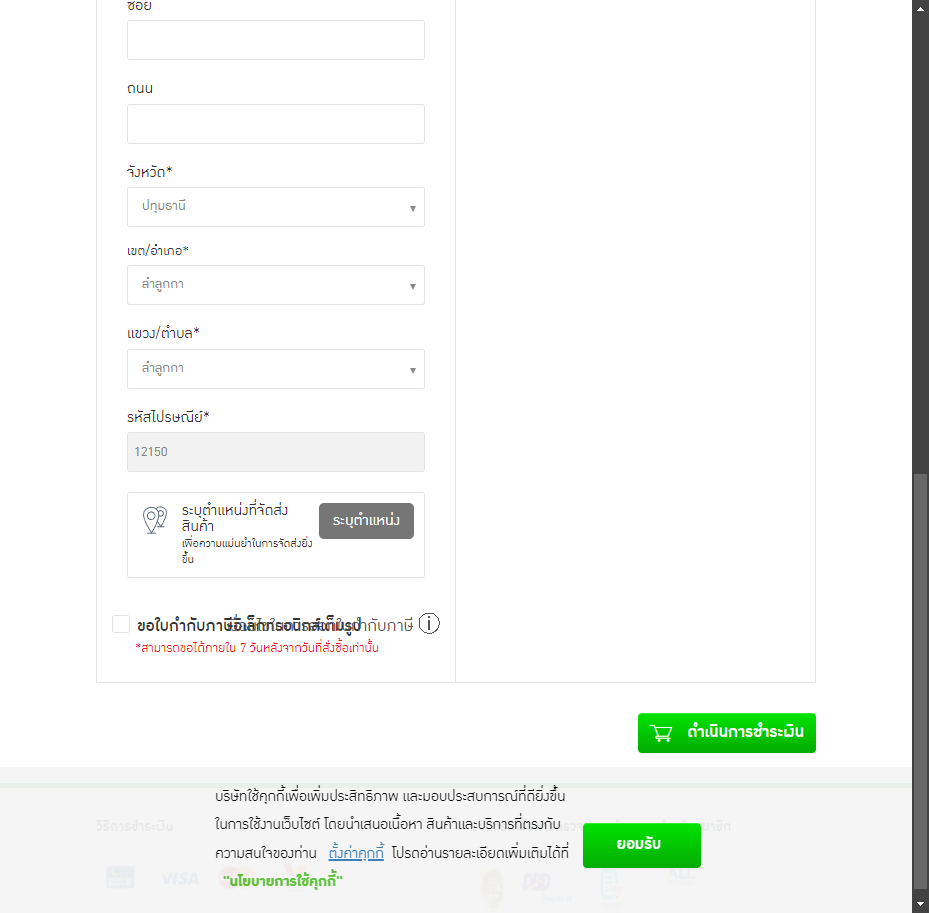 ซอย
ถนน
จังหวัด*
ปทุมธานี
เขต/อำเภอ*
ลำลูกกา
แขวง/ตำบล*
ลำลูกกา
รหัสไปรษณีย์*
12150
ระบุตำแหน่งที่จัดส่ง
สินค้า
เพื่อความแม่นยำในการจัดส่งยิ่ง
ขึ้น
ระบุตำแหน่ง
ขอใบกำกับภาษีอิเล็กทรอนิกส์เต็มรูป
*สามารถขอได้ภายใน 7 วันหลังจากวันที่สั่งซื้อเท่านั้น
ดำเนินการชำระเงิน
บริษัทใช้คุกกี้เพื่อเพิ่มประสิทธิภาพ และมอบประสบการณ์ที่ดียิ่งขึ้น
ในการใช้งานเว็บไซต์ โดยนำเสนอเนื้อหา สินค้าและบริการที่ตรงกับ
ความสนใจของท่าน ตั้งค่าคุกกี้ โปรดอ่านรายละเอียดเพิ่มเติมได้ที่
"นโยบายการใช้คุกกี้"
ยอมรับ
วิธีการชำระเงิน
VISA